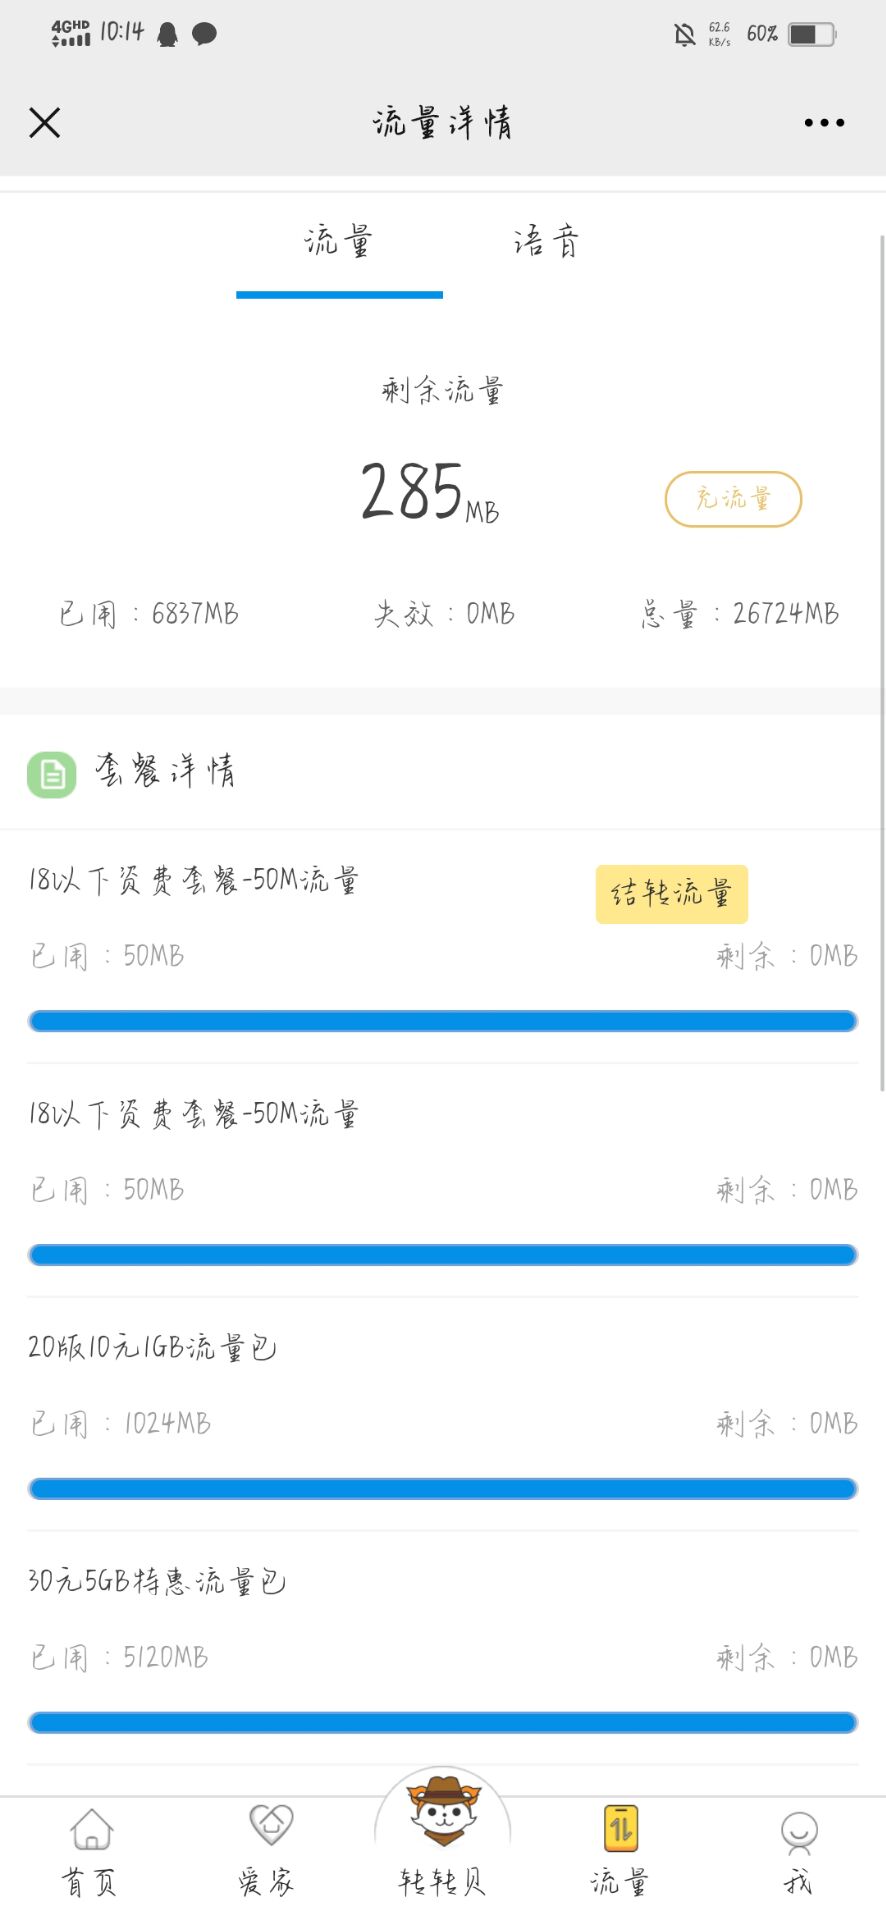 4GHD 10:14 62.6 KB/s 60%
流量详情
流量 语音
剩余流量
285MB 充流量
已用：6837MB 失效：0MB 总量：26724MB
套餐详情
18以下资费套餐-50M流量 结转流量
已用：50MB 剩余：0MB
18以下资费套餐-50M流量
已用：50MB 剩余：0MB
20版10元1GB流量包
已用：1024MB 剩余：0MB
30元5GB特惠流量包
已用：5120MB 剩余：0MB
首页 爱家 转转贝 流量 我